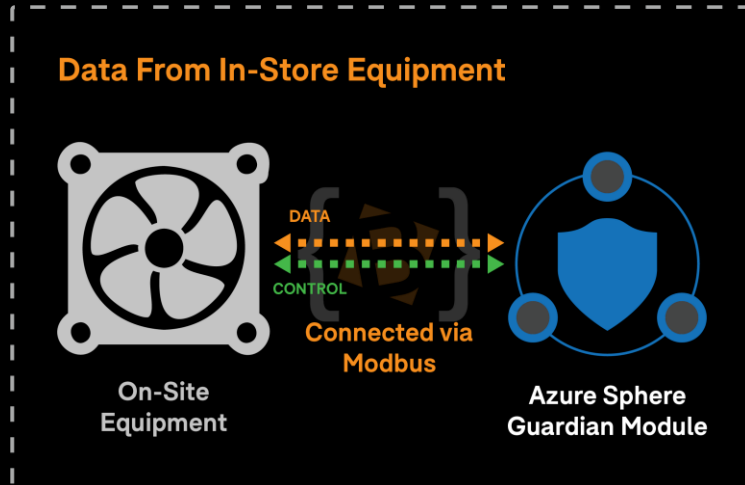 Data From In-Store Equipment
DATA
CONTROL
Connected via
Modbus
On-Site
Equipment
Azure Sphere
Guardian Module